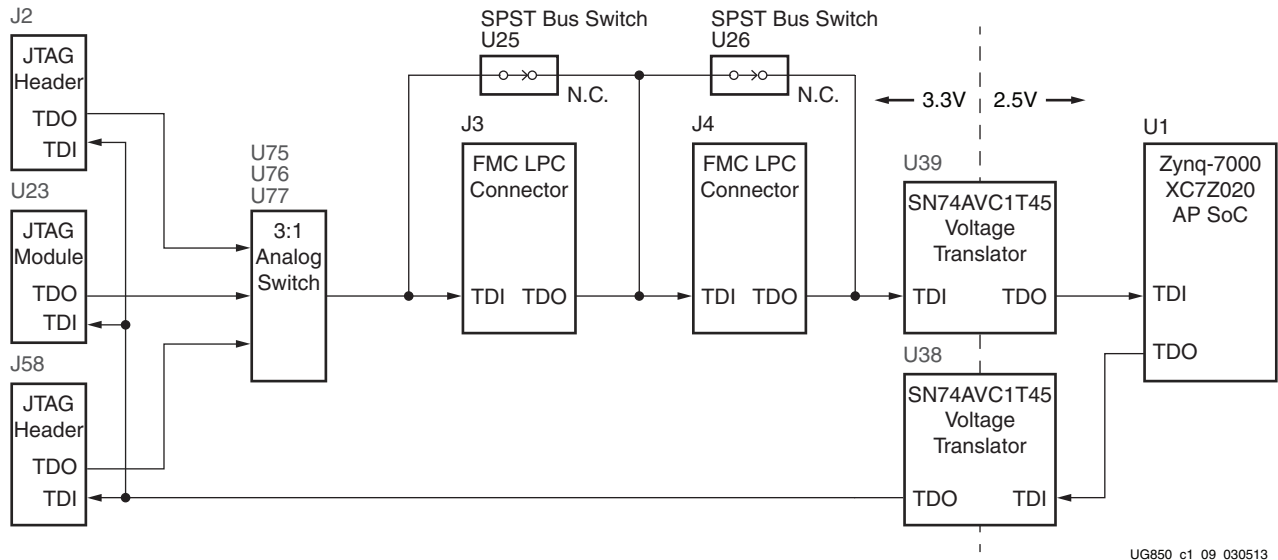 J2
JTAG
Header
TDO
TDI
U23
JTAG
Module
TDO
TDI
J58
JTAG
Header
TDO
TDI
U75
U76
U77
3:1
Analog
Switch
SPST Bus Switch
U25
N.C.
J3
FMC LPC
Connector
TDI TDO
SPST Bus Switch
U26
N.C.
J4
FMC LPC
Connector
TDI TDO
3.3V 2.5V
U39
SN74AVC1T45
Voltage
Translator
TDI TDO
U38
SN74AVC1T45
Voltage
Translator
TDO TDI
U1
Zynq-7000
XC7Z020
AP SoC
TDI
TDO
UG850_c1_09_030513